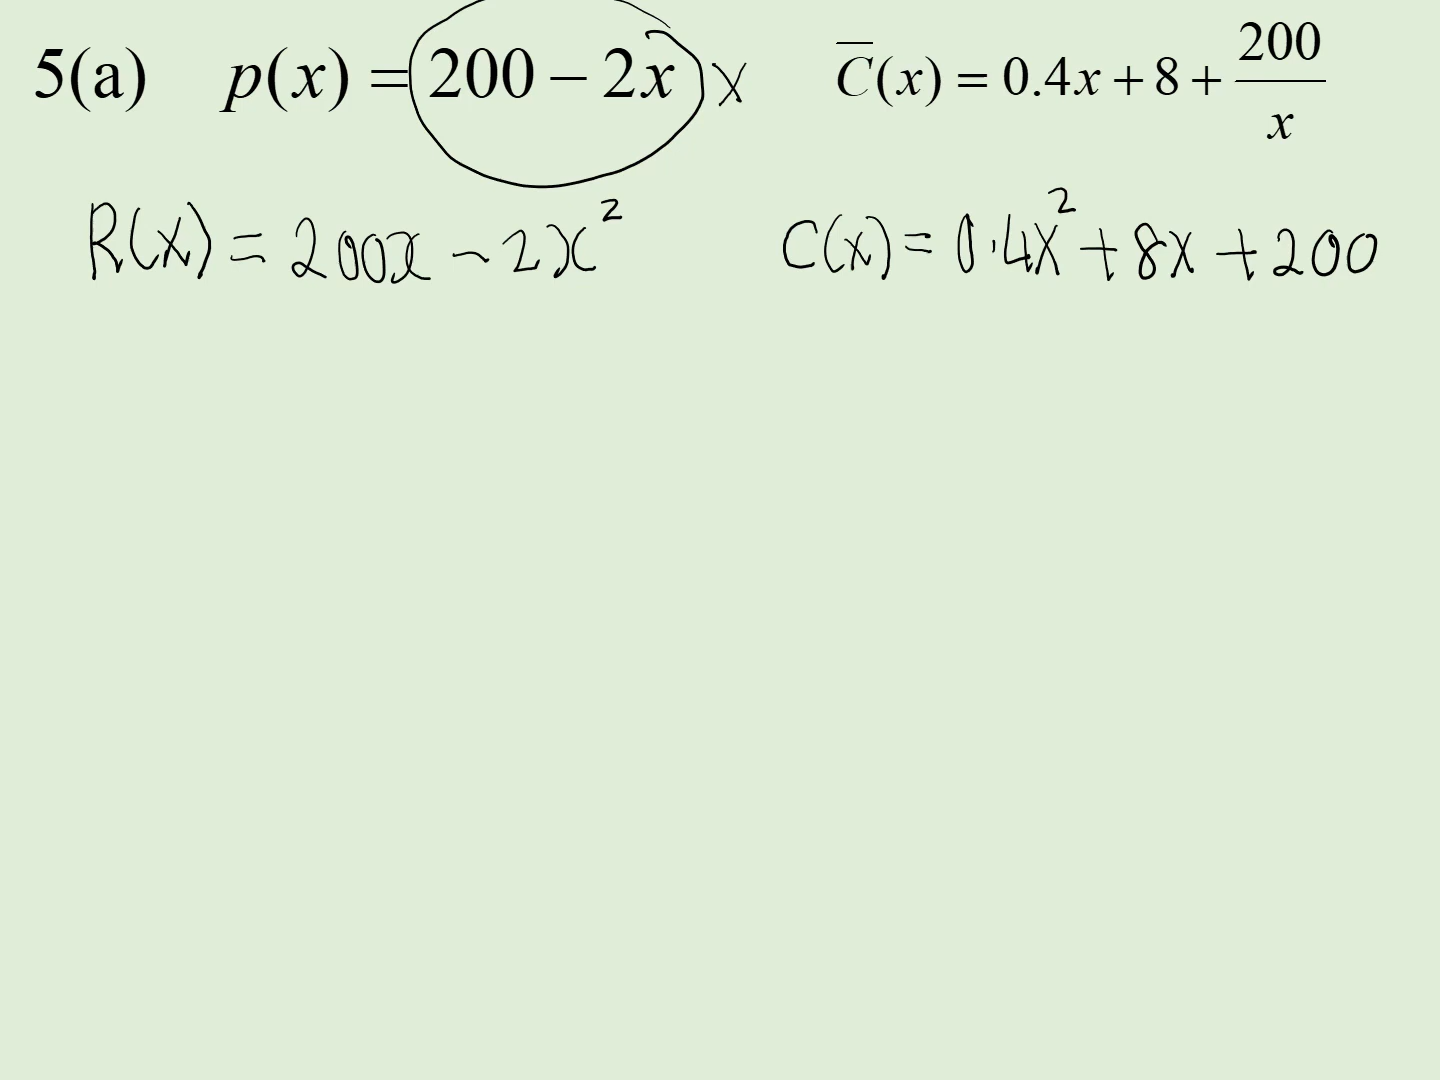 5(a) p(x) = 200 − 2x x C̅(x) = 0.4x + 8 + 200/x
R(x) = 200x − 2x² C(x) = 0.4x² + 8x + 200